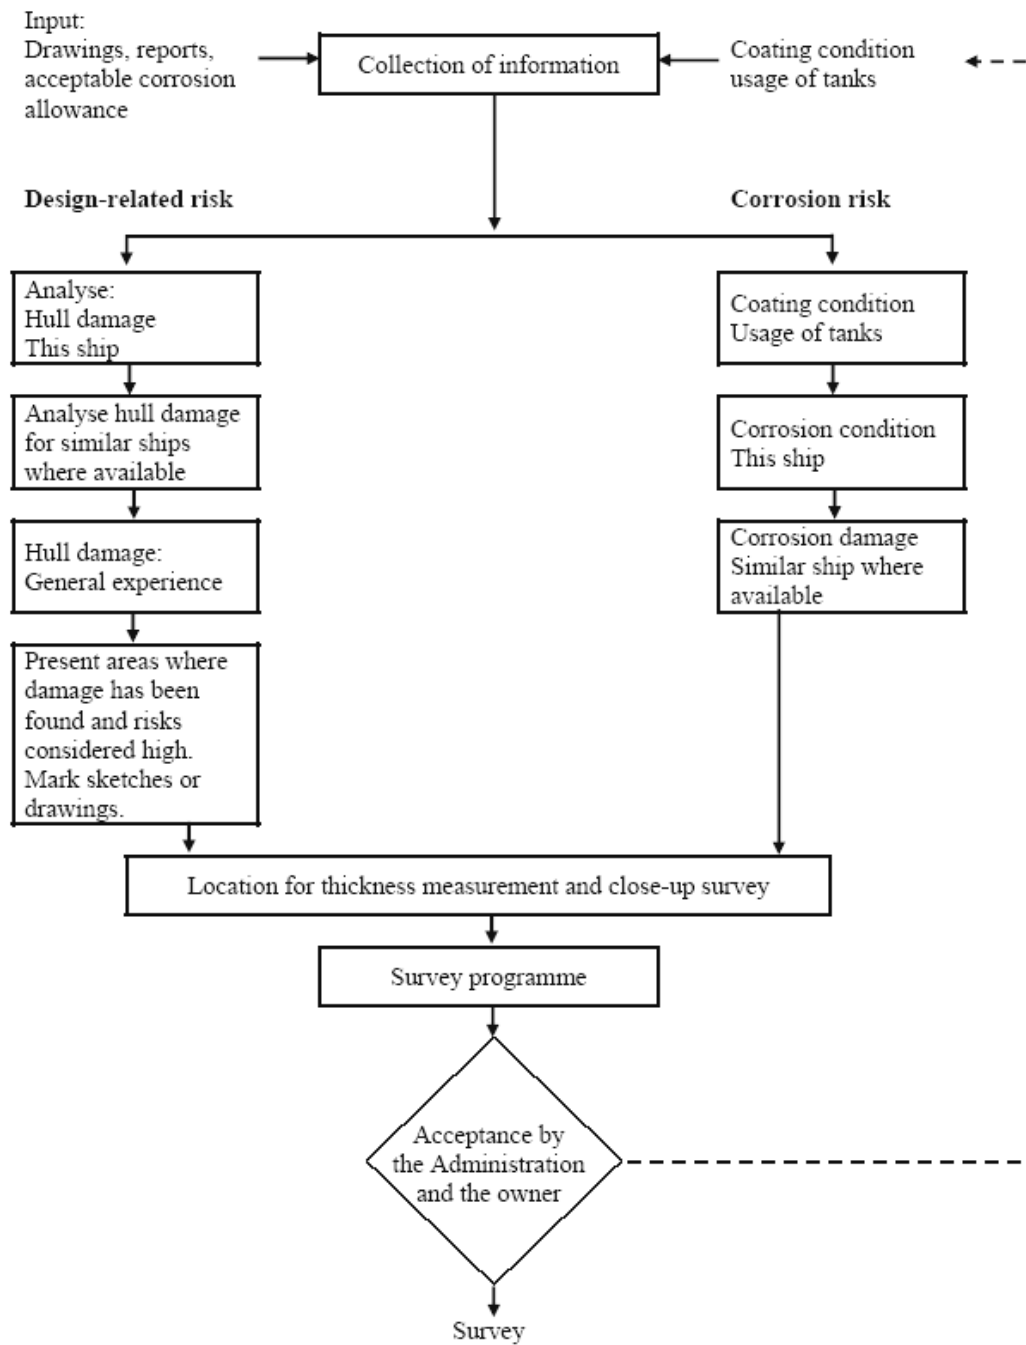 Input:
Drawings, reports,
acceptable corrosion
allowance
Collection of information
Coating condition
usage of tanks
Design-related risk
Corrosion risk
Analyse:
Hull damage
This ship
Analyse hull damage
for similar ships
where available
Hull damage:
General experience
Present areas where
damage has been
found and risks
considered high.
Mark sketches or
drawings.
Coating condition
Usage of tanks
Corrosion condition
This ship
Corrosion damage
Similar ship where
available
Location for thickness measurement and close-up survey
Survey programme
Acceptance by
the Administration
and the owner
Survey